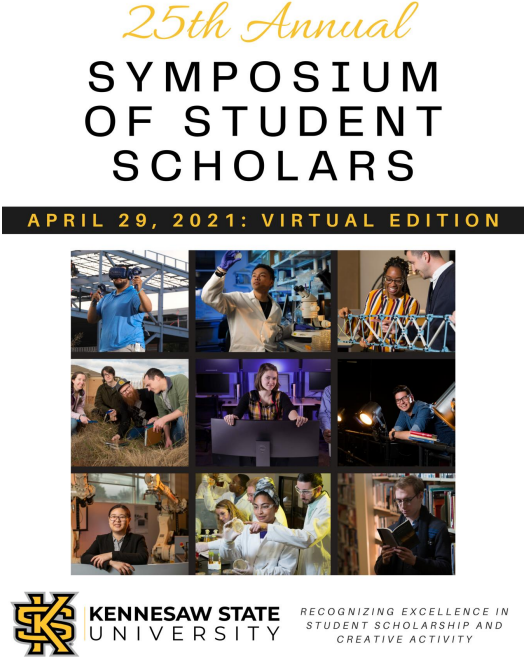 25th Annual
SYMPOSIUM
OF STUDENT
SCHOLARS
APRIL 29, 2021: VIRTUAL EDITION
KS
KENNESAW STATE
UNIVERSITY
RECOGNIZING EXCELLENCE IN
STUDENT SCHOLARSHIP AND
CREATIVE ACTIVITY